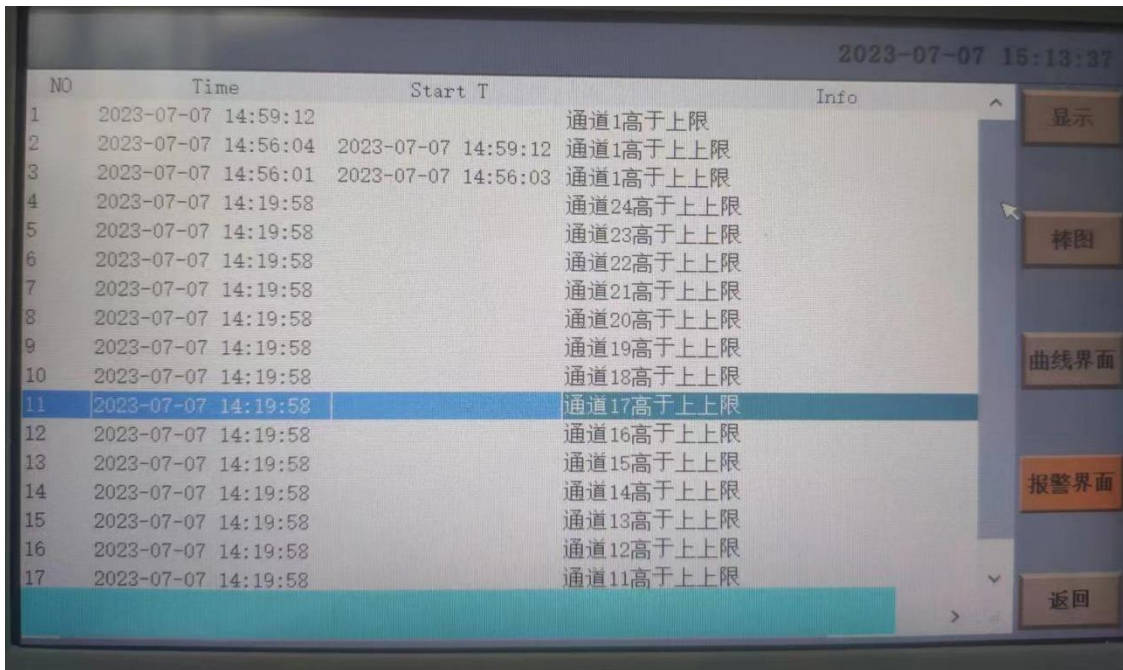 2023-07-07 15:13:37
NO Time Start T Info
1 2023-07-07 14:59:12 通道1高于上限
2 2023-07-07 14:56:04 2023-07-07 14:59:12 通道1高于上上限
3 2023-07-07 14:56:01 2023-07-07 14:56:03 通道1高于上上限
4 2023-07-07 14:19:58 通道24高于上上限
5 2023-07-07 14:19:58 通道23高于上上限
6 2023-07-07 14:19:58 通道22高于上上限
7 2023-07-07 14:19:58 通道21高于上上限
8 2023-07-07 14:19:58 通道20高于上上限
9 2023-07-07 14:19:58 通道19高于上上限
10 2023-07-07 14:19:58 通道18高于上上限
11 2023-07-07 14:19:58 通道17高于上上限
12 2023-07-07 14:19:58 通道16高于上上限
13 2023-07-07 14:19:58 通道15高于上上限
14 2023-07-07 14:19:58 通道14高于上上限
15 2023-07-07 14:19:58 通道13高于上上限
16 2023-07-07 14:19:58 通道12高于上上限
17 2023-07-07 14:19:58 通道11高于上上限
显示
棒图
曲线界面
报警界面
返回